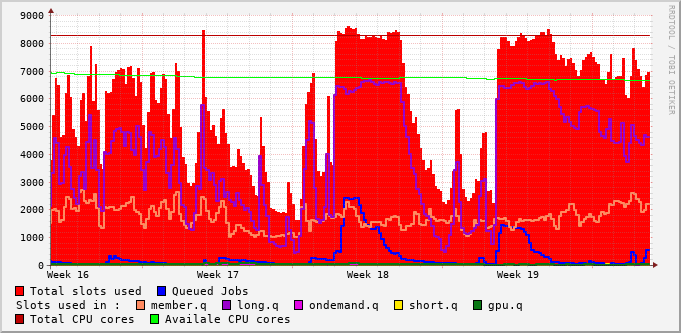 9000
8000
7000
6000
5000
4000
3000
2000
1000
0
Week 16 Week 17 Week 18 Week 19
Total slots used Queued Jobs
Slots used in : member.q long.q ondemand.q short.q gpu.q
Total CPU cores Availale CPU cores
RRDTOOL / TOBI OETIKER